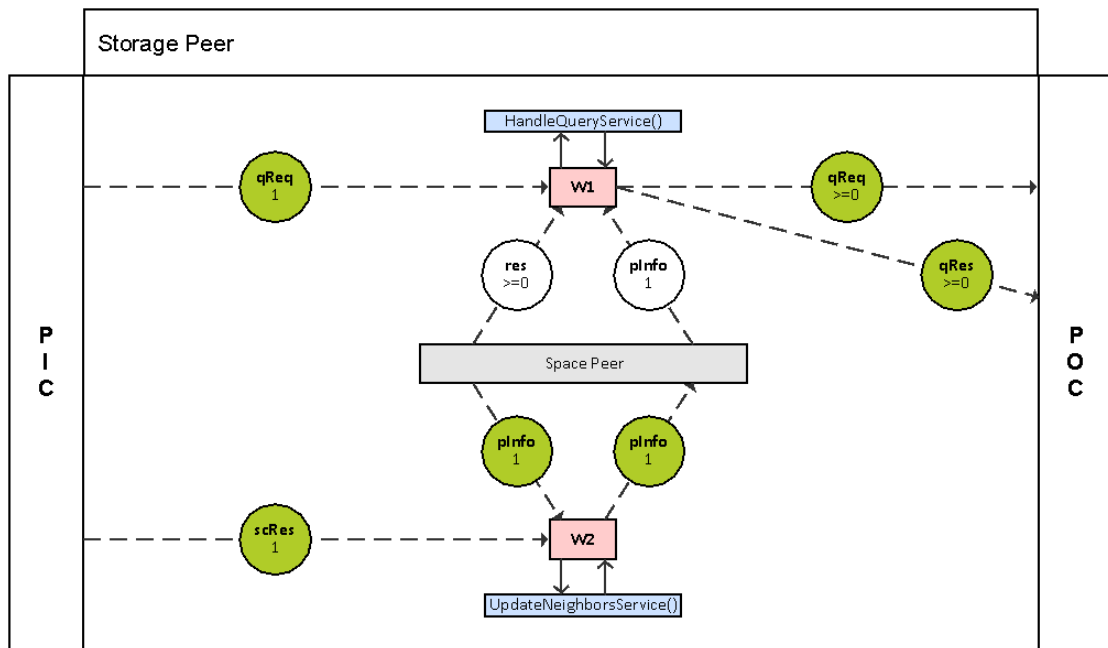 Storage Peer
HandleQueryService()
qReq
1
W1
qReq
>=0
res
>=0
pInfo
1
qRes
>=0
P
I
C
Space Peer
P
O
C
pInfo
1
pInfo
1
scRes
1
W2
UpdateNeighborsService()